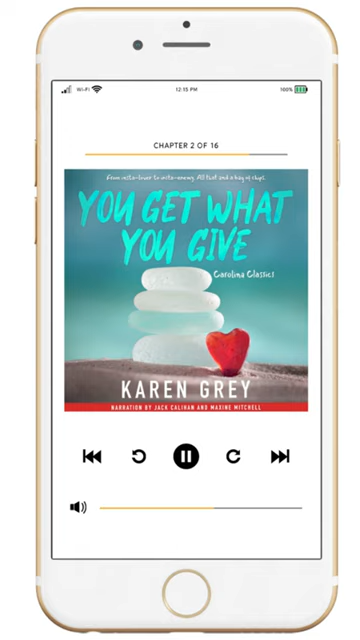 Wi-Fi 12:15 PM 100%
CHAPTER 2 OF 16
From insta-lover to insta-enemy. All that and a bag of chips.
YOU GET WHAT
YOU GIVE
Carolina Classics
KAREN GREY
NARRATION BY JACK CALIHAN AND MAXINE MITCHELL